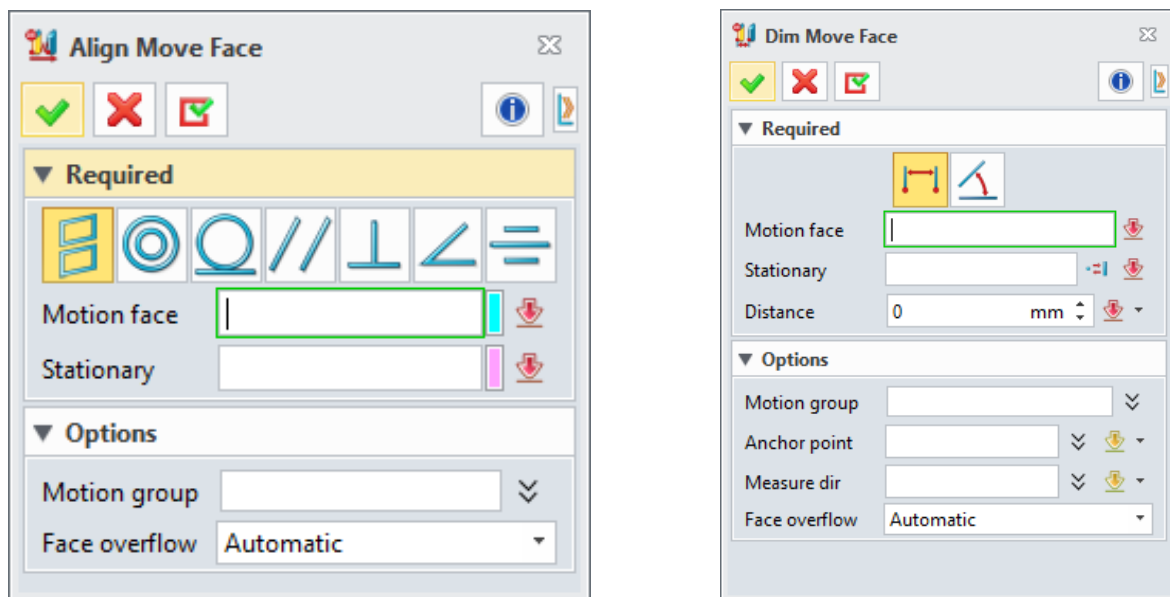 Align Move Face
Required
Motion face
Stationary
Options
Motion group
Face overflow Automatic
Dim Move Face
Required
Motion face
Stationary
Distance 0 mm
Options
Motion group
Anchor point
Measure dir
Face overflow Automatic